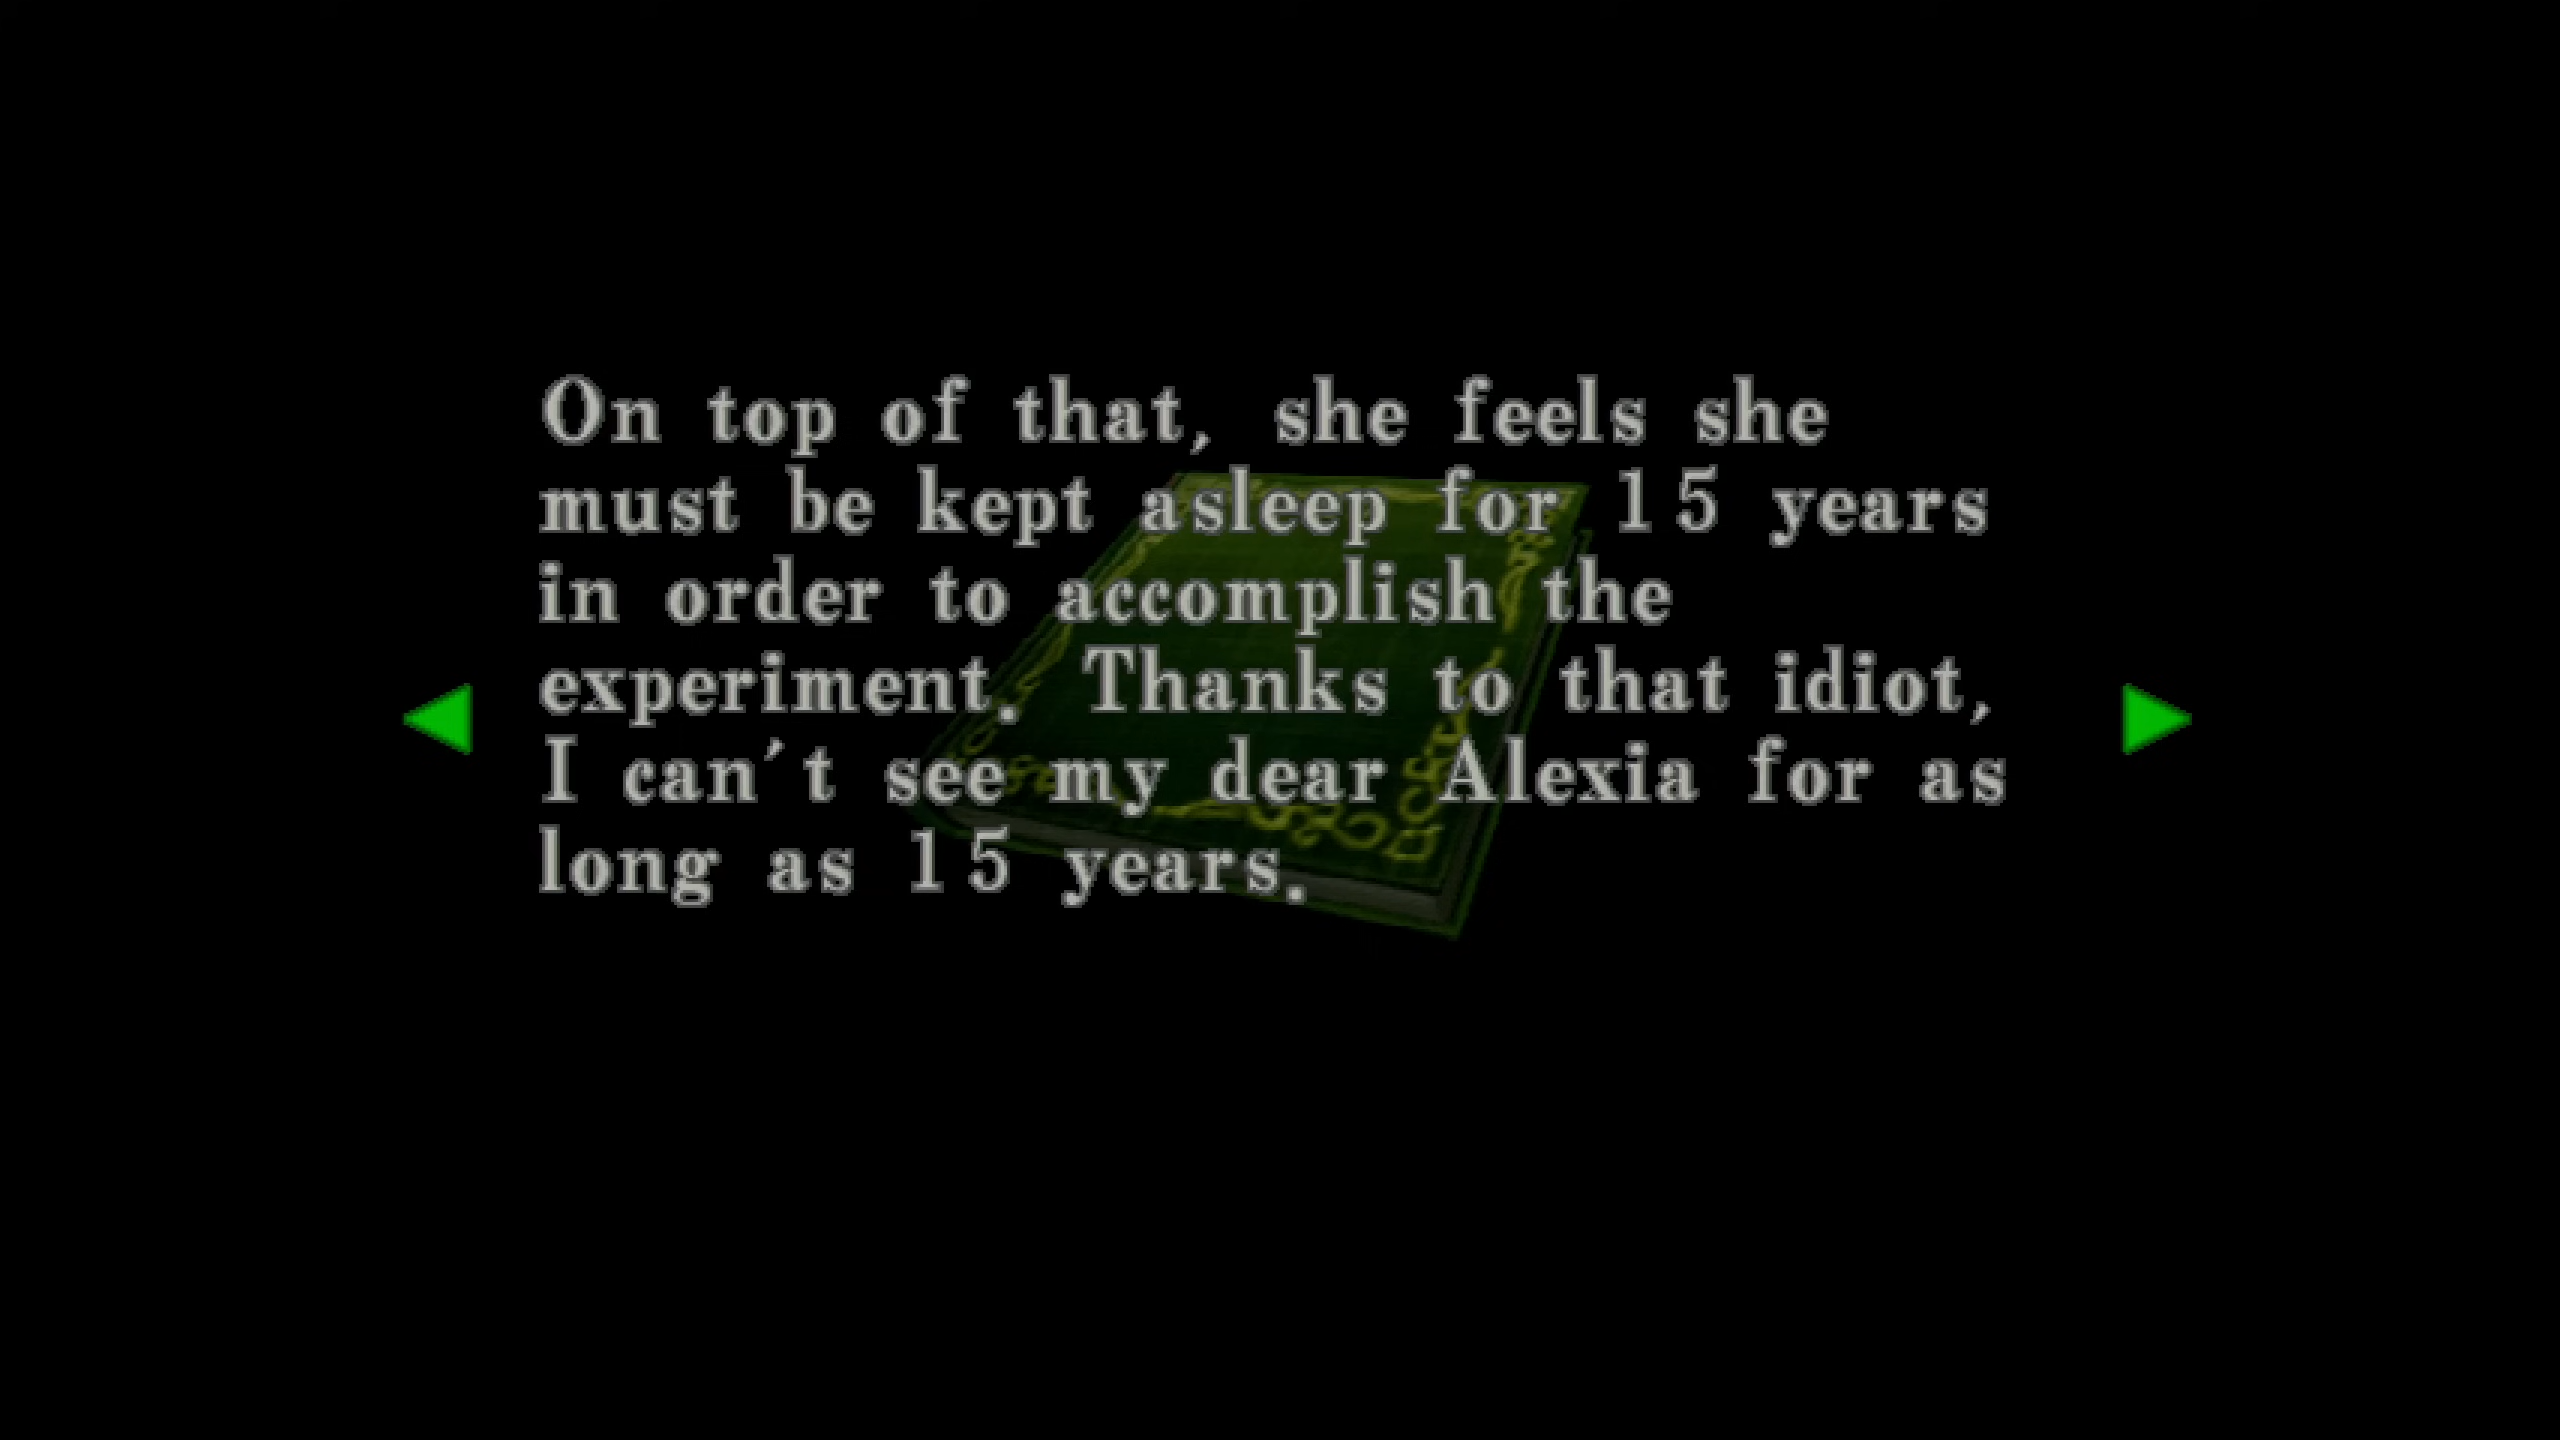 On top of that, she feels she
must be kept asleep for 15 years
in order to accomplish the
experiment. Thanks to that idiot,
I can't see my dear Alexia for as
long as 15 years.